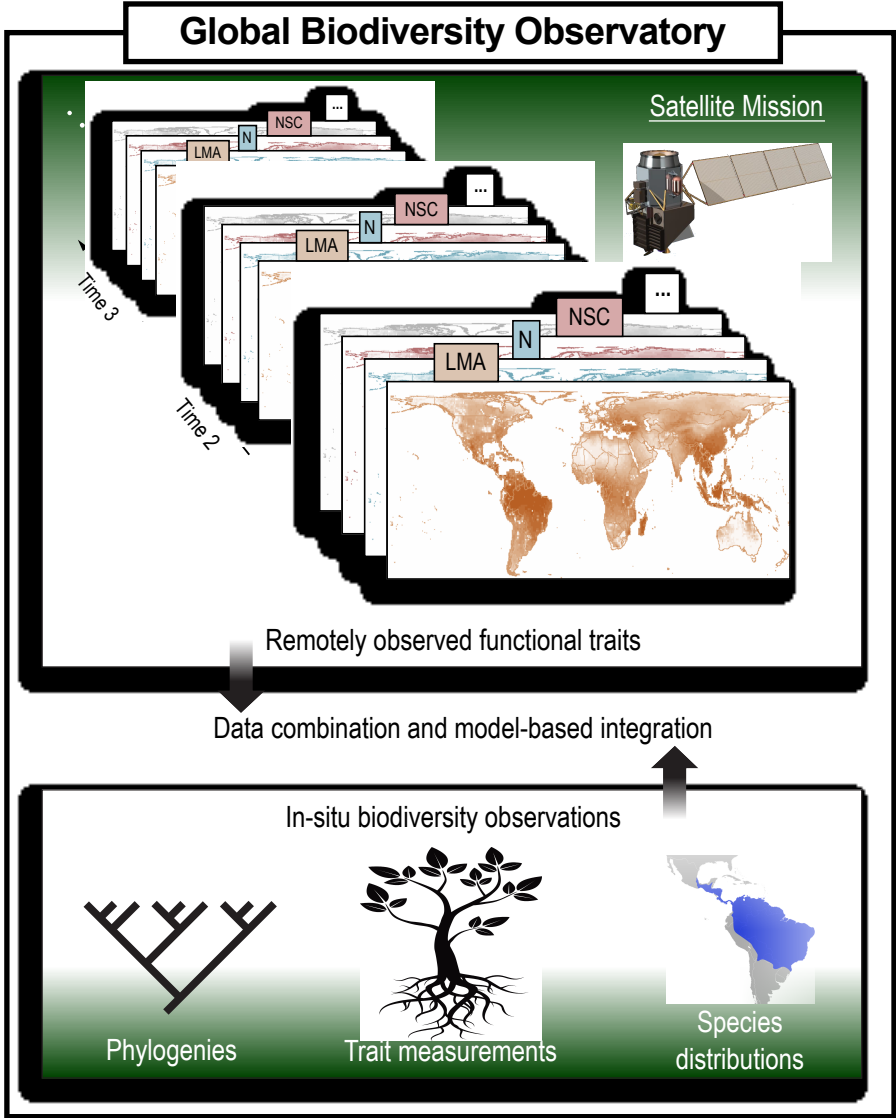 Global Biodiversity Observatory
Satellite Mission
...
NSC
N
LMA
Time 3
...
NSC
N
LMA
Time 2
...
NSC
N
LMA
Remotely observed functional traits
Data combination and model-based integration
In-situ biodiversity observations
Phylogenies
Trait measurements
Species
distributions